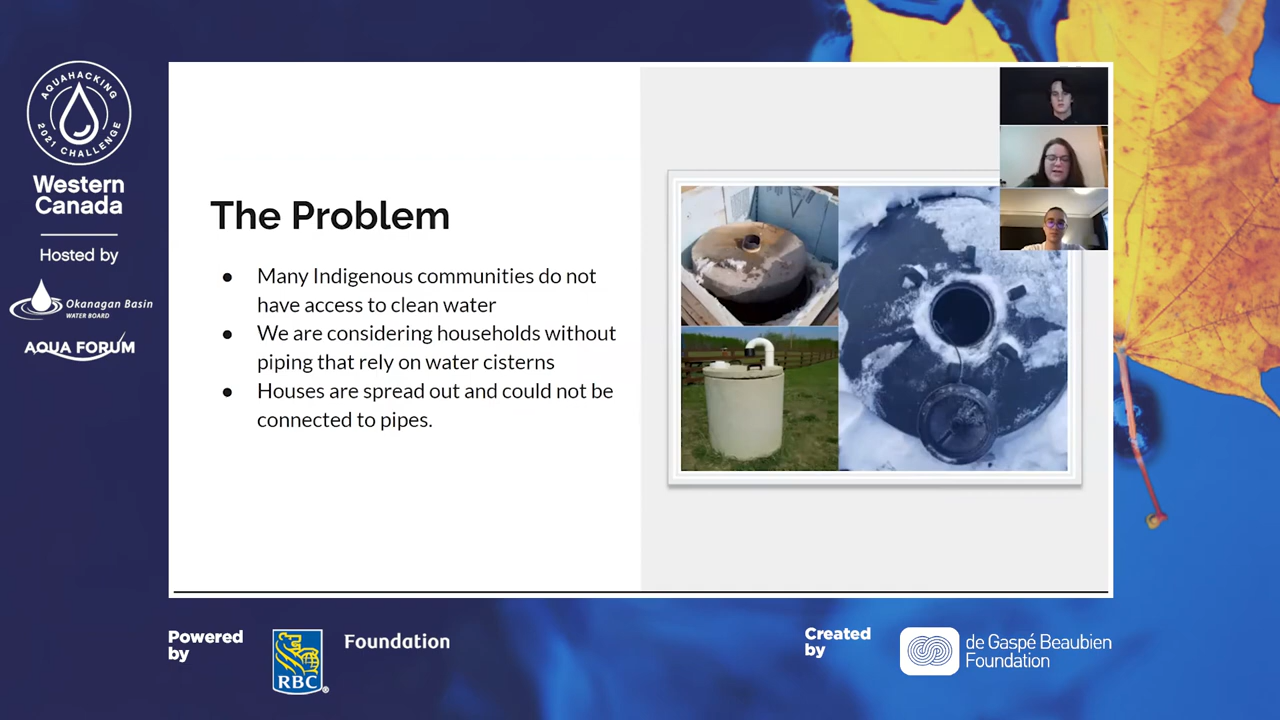 AQUAHACKING
2021 CHALLENGE
Western
Canada
Hosted by
Okanagan Basin
WATER BOARD
AQUA FORUM
The Problem
● Many Indigenous communities do not
have access to clean water
● We are considering households without
piping that rely on water cisterns
● Houses are spread out and could not be
connected to pipes.
Powered
by
RBC®
Foundation
Created
by
de Gaspé Beaubien
Foundation